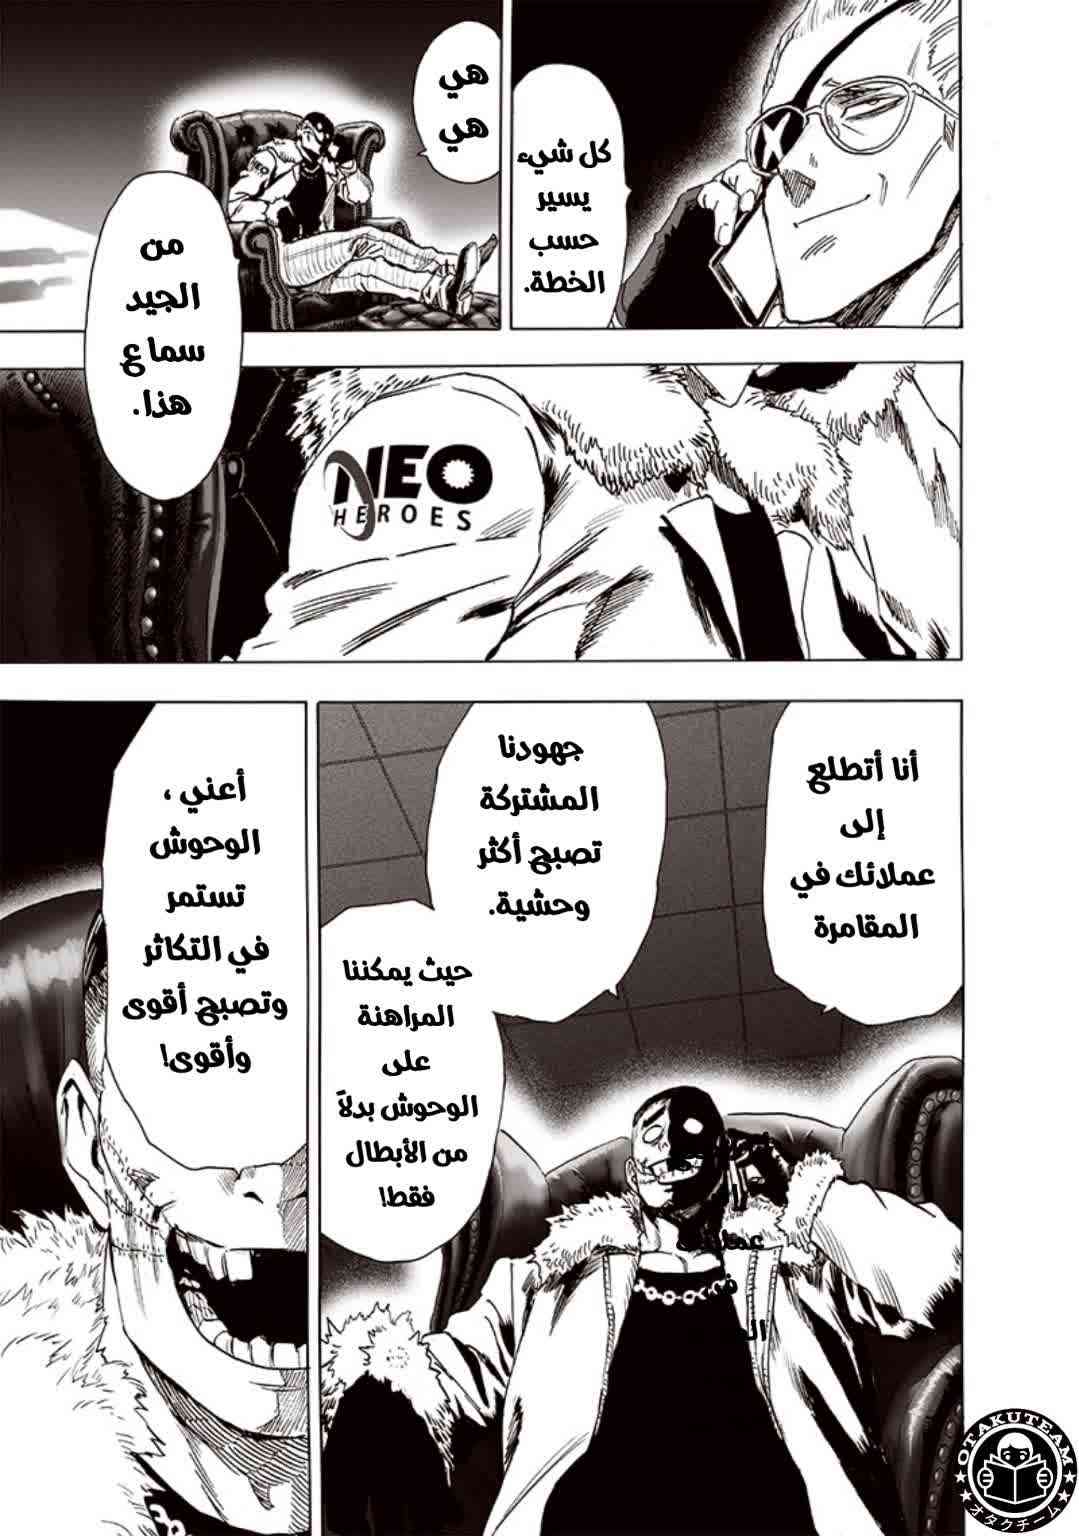 كل شيء
يسير
حسب
الخطة.
هي
هي
من
الجيد
سماع
هذا.
NEO
HEROES
أنا أتطلع
إلى
عملائك في
المقامرة
جهودنا
المشتركة
تصبح أكثر
وحشية.
حيث يمكننا
المراهنة
على
الوحوش بدلاً
من الأبطال
فقط!
أعني ،
الوحوش
تستمر
في التكاثر
وتصبح أقوى
وأقوى!
OTAKUTEAM
オタクチーム